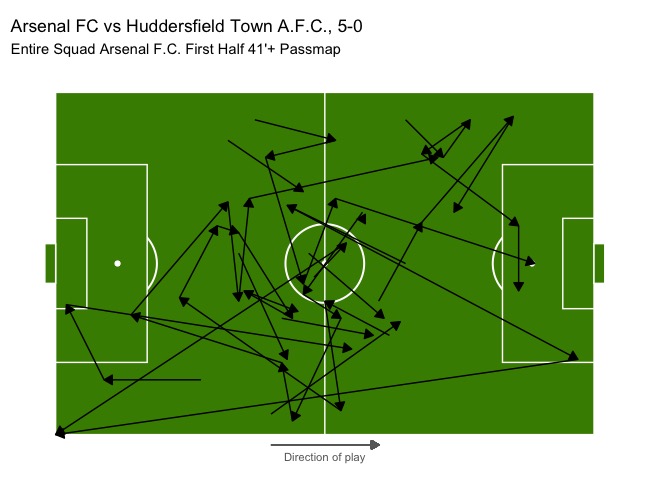 Arsenal FC vs Huddersfield Town A.F.C., 5-0
Entire Squad Arsenal F.C. First Half 41'+ Passmap
Direction of play